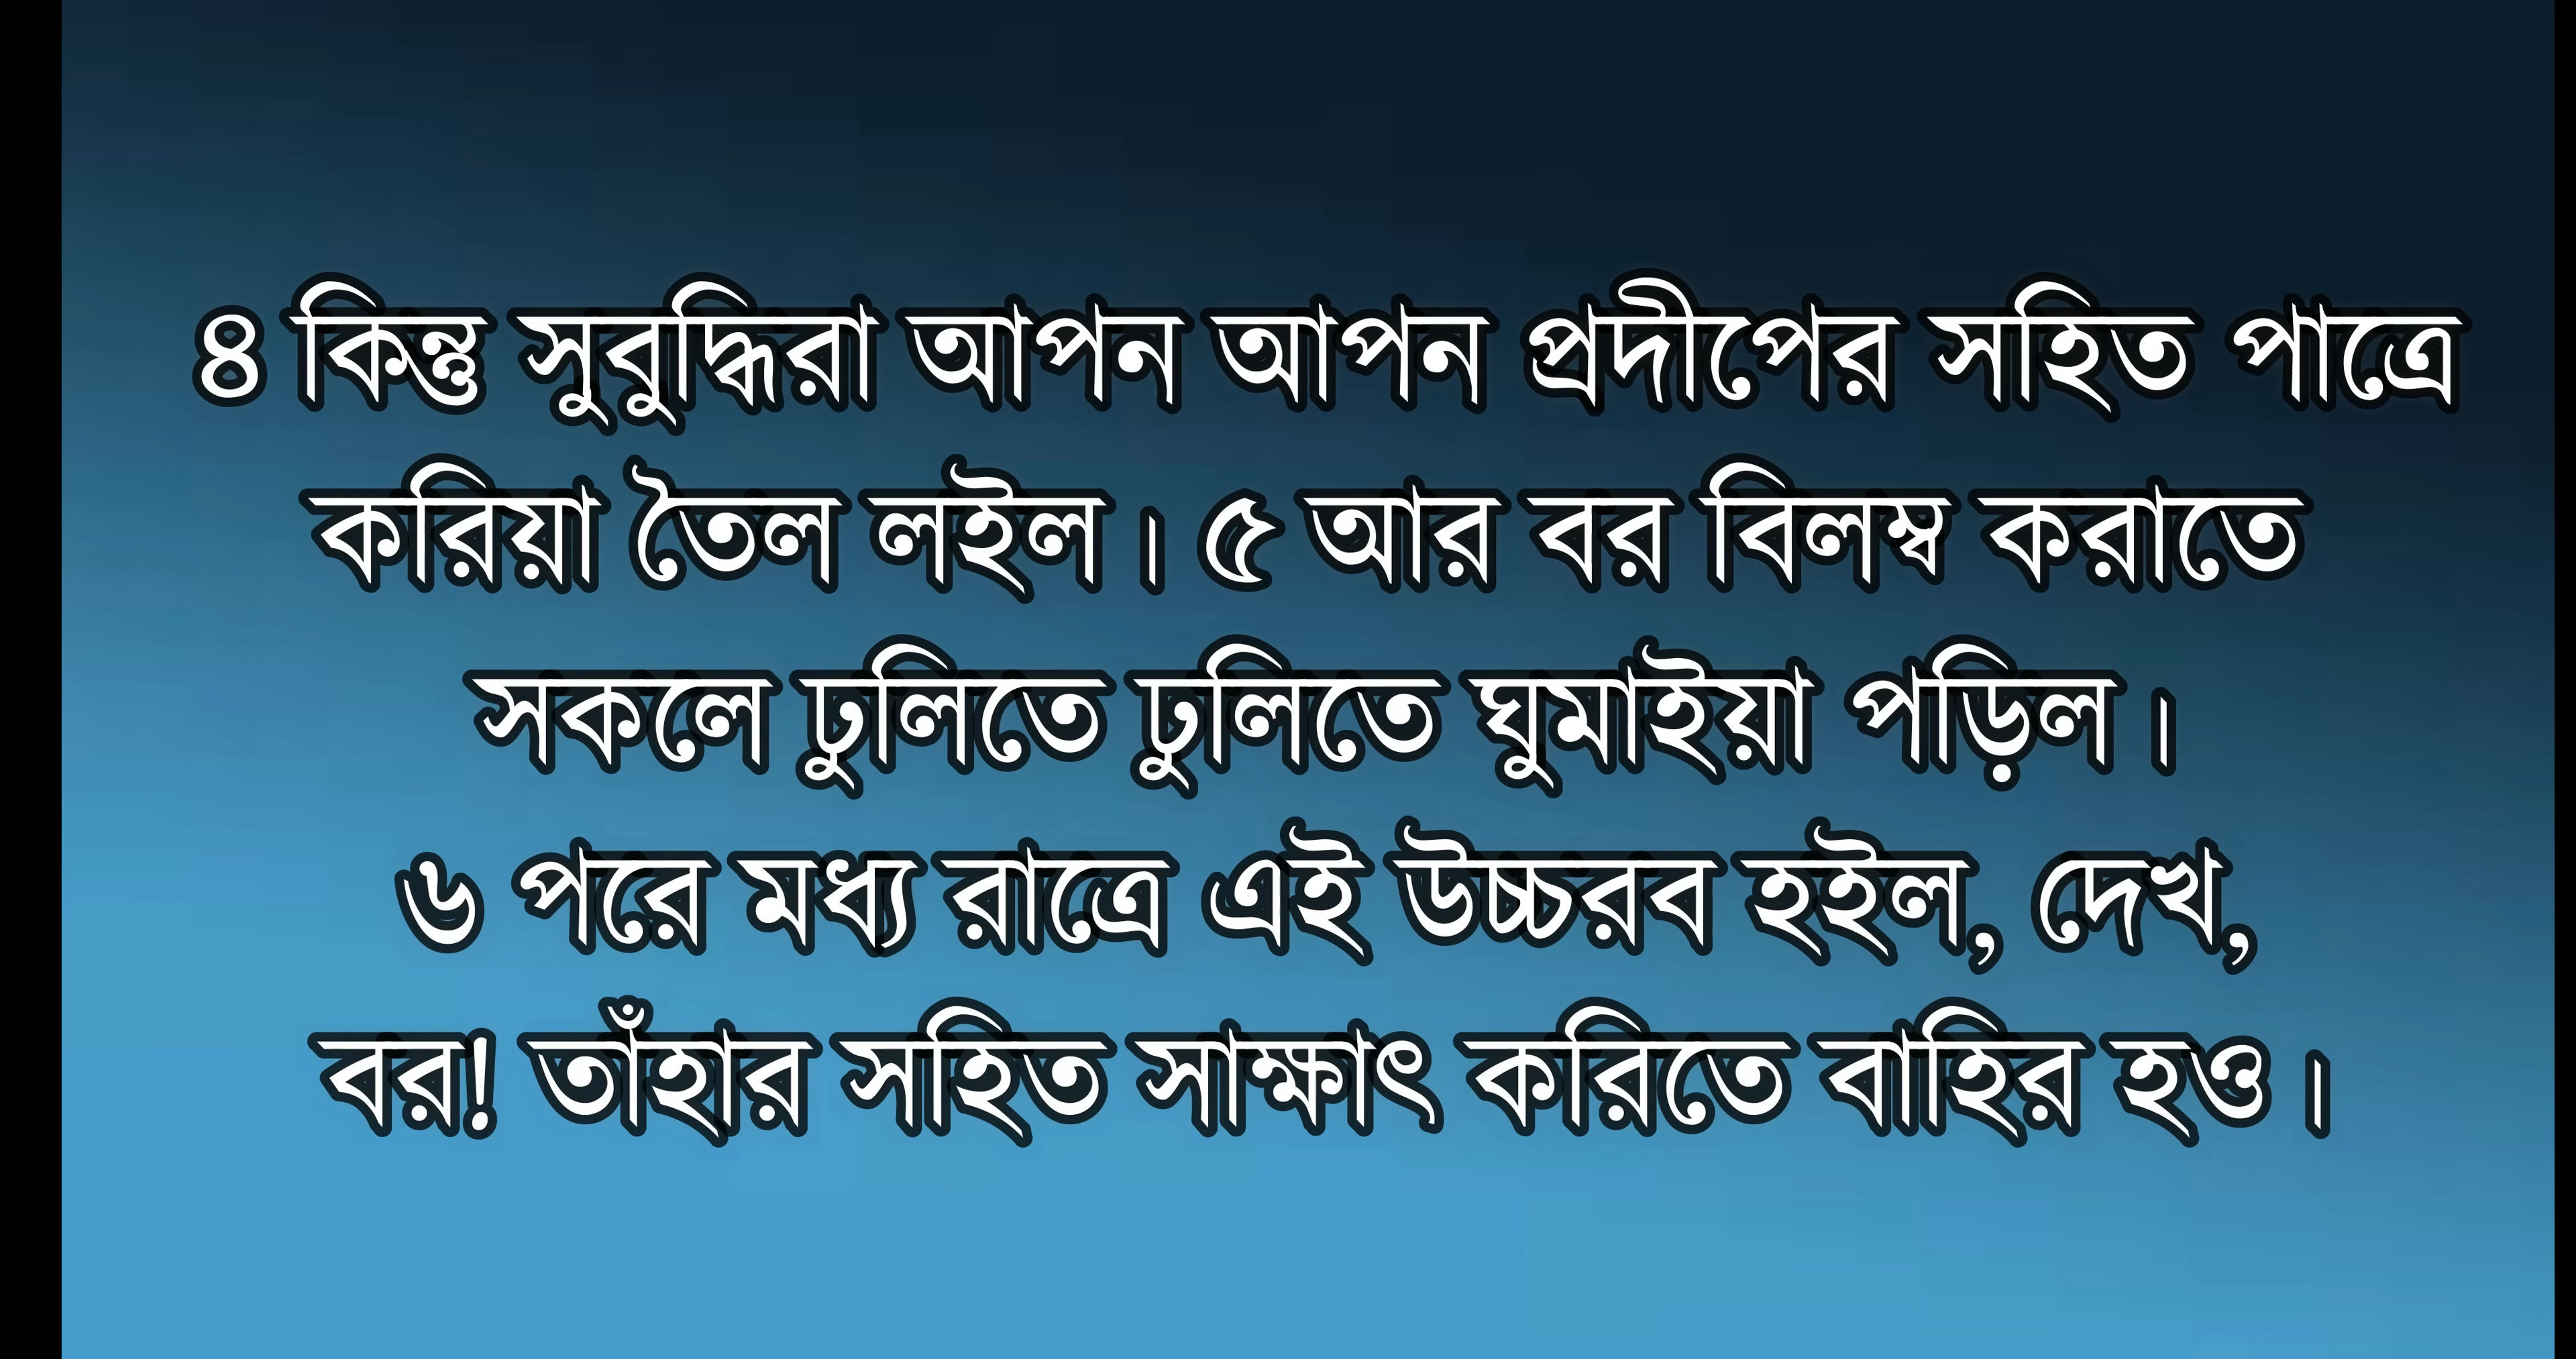 ৪ কিন্তু সুবুদ্ধিরা আপন আপন প্রদীপের সহিত পাত্রে
করিয়া তৈল লইল। ৫ আর বর বিলম্ব করাতে
সকলে ঢুলিতে ঢুলিতে ঘুমাইয়া পড়িল।
৬ পরে মধ্য রাত্রে এই উচ্চরব হইল, দেখ,
বর! তাঁহার সহিত সাক্ষাৎ করিতে বাহির হও।